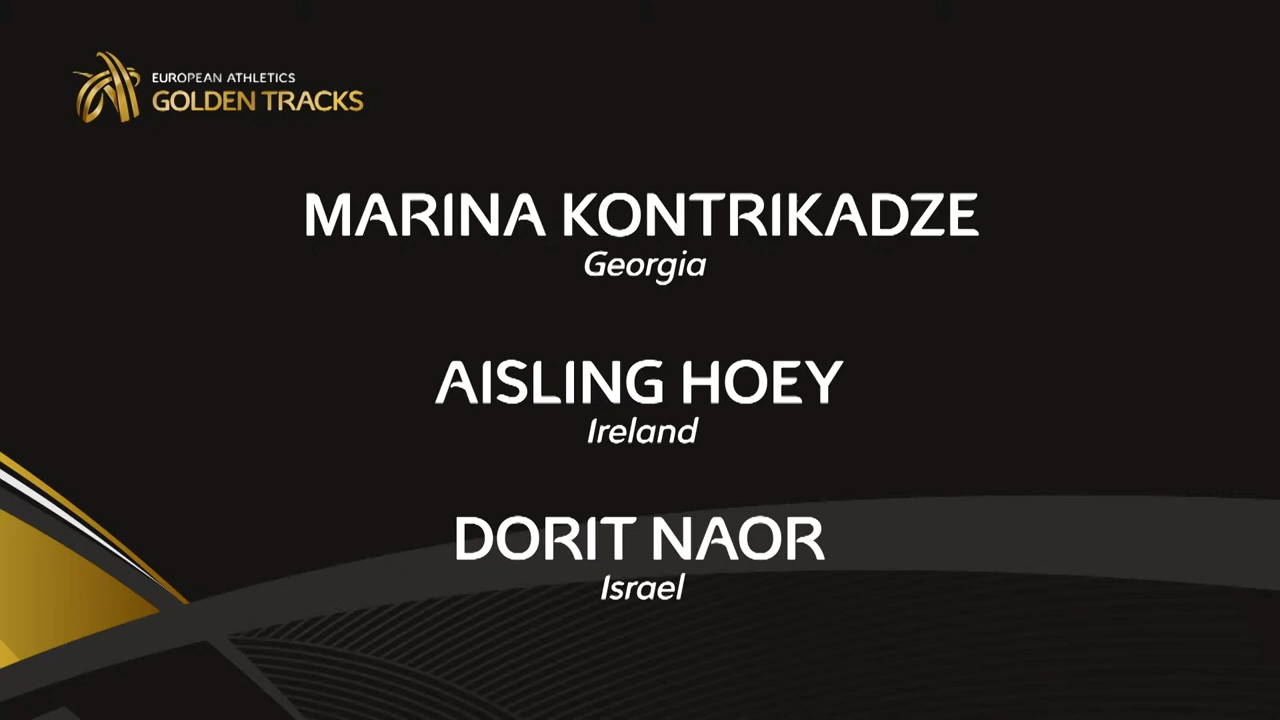 EUROPEAN ATHLETICS
GOLDEN TRACKS
MARINA KONTRIKADZE
Georgia
AISLING HOEY
Ireland
DORIT NAOR
Israel